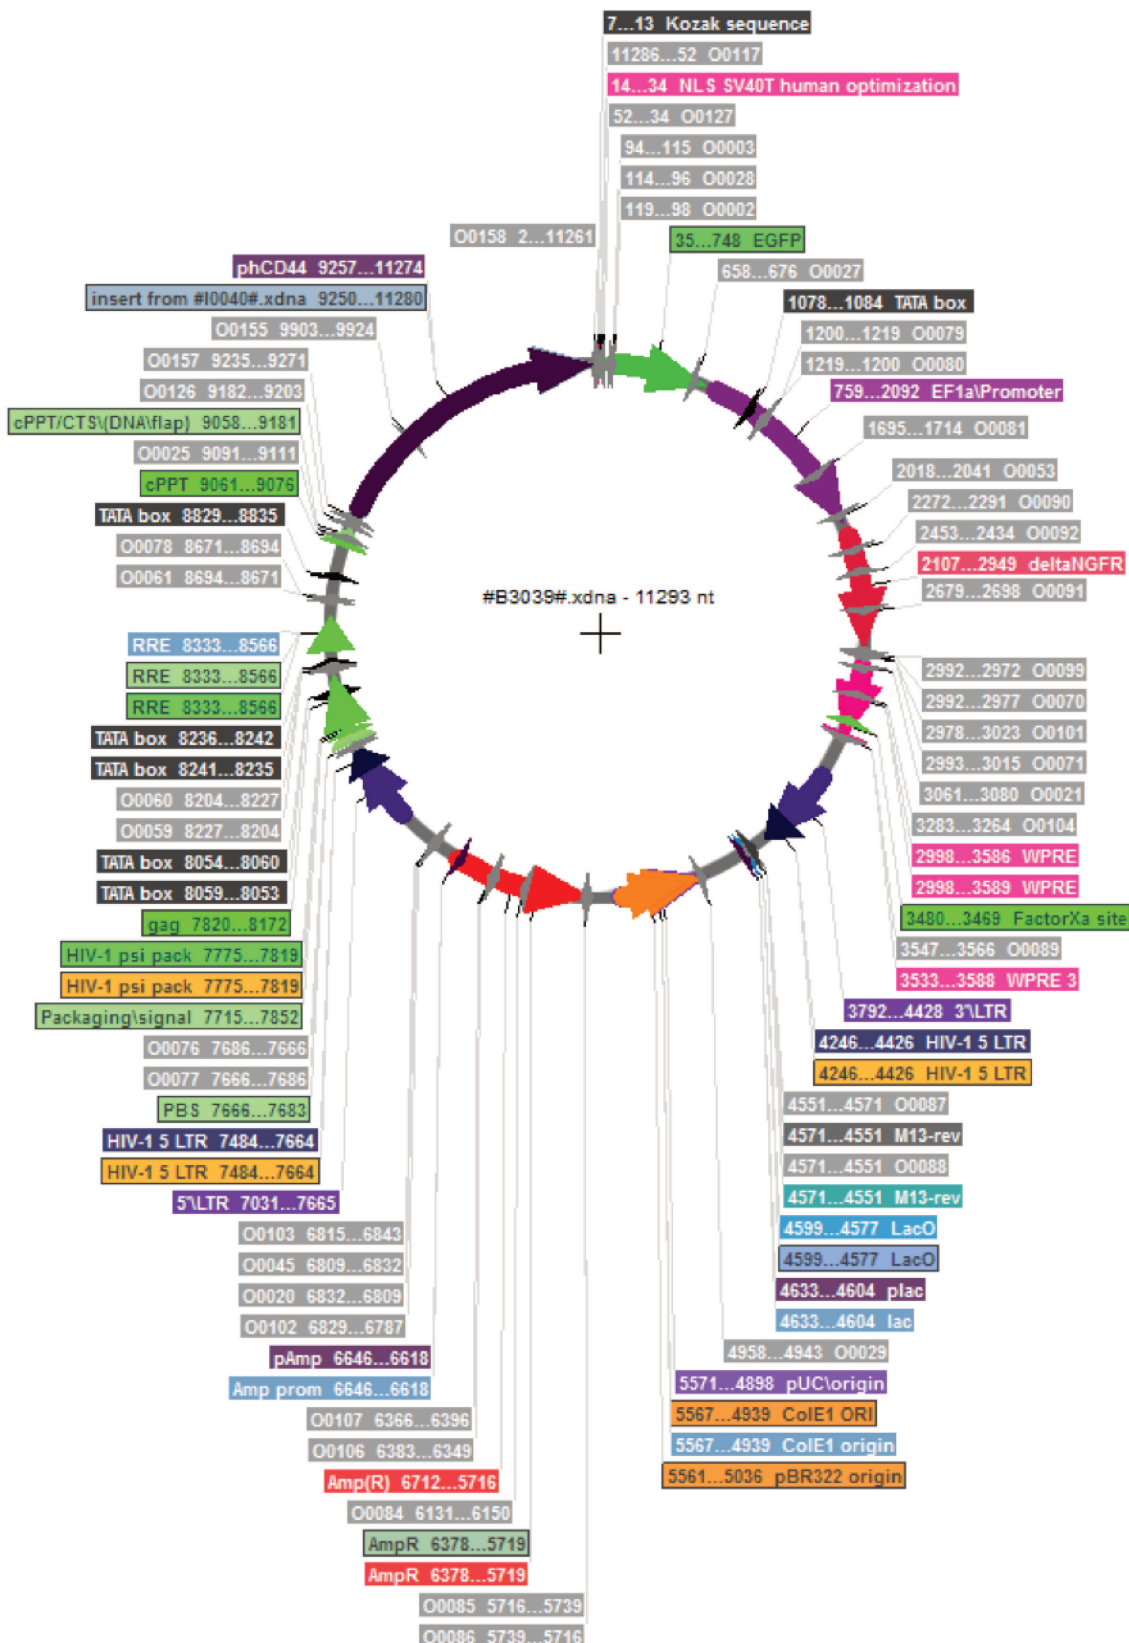 7...13 Kozak sequence
11286...52 O0117
14...34 NLS SV40T human optimization
52...34 O0127
94...115 O0003
114...96 O0028
119...98 O0002
O0158 2...11261
35...748 EGFP
phCD44 9257...11274
658...676 O0027
insert from #I0040#.xdna 9250...11280
1078...1084 TATA box
O0155 9903...9924
1200...1219 O0079
O0157 9235...9271
1219...1200 O0080
O0126 9182...9203
759...2092 EF1a\Promoter
cPPT/CTS\(DNA\flap) 9058...9181
1695...1714 O0081
O0025 9091...9111
2018...2041 O0053
cPPT 9061...9076
2272...2291 O0090
TATA box 8829...8835
2453...2434 O0092
O0078 8671...8694
2107...2949 deltaNGFR
O0061 8694...8671
2679...2698 O0091
#B3039#.xdna - 11293 nt
RRE 8333...8566
2992...2972 O0099
RRE 8333...8566
2992...2977 O0070
RRE 8333...8566
2978...3023 O0101
TATA box 8236...8242
2993...3015 O0071
TATA box 8241...8235
3061...3080 O0021
O0060 8204...8227
3283...3264 O0104
O0059 8227...8204
2998...3586 WPRE
TATA box 8054...8060
2998...3589 WPRE
TATA box 8059...8053
3480...3469 FactorXa site
gag 7820...8172
3547...3566 O0089
HIV-1 psi pack 7775...7819
3533...3588 WPRE 3
HIV-1 psi pack 7775...7819
3792...4428 3'\LTR
Packaging\signal 7715...7852
4246...4426 HIV-1 5 LTR
O0076 7686...7666
4246...4426 HIV-1 5 LTR
O0077 7666...7686
4551...4571 O0087
PBS 7666...7683
4571...4551 M13-rev
HIV-1 5 LTR 7484...7664
4571...4551 O0088
HIV-1 5 LTR 7484...7664
4571...4551 M13-rev
5'\LTR 7031...7665
4599...4577 LacO
O0103 6815...6843
4599...4577 LacO
O0045 6809...6832
4633...4604 plac
O0020 6832...6809
4633...4604 lac
O0102 6829...6787
4958...4943 O0029
pAmp 6646...6618
5571...4898 pUC\origin
Amp prom 6646...6618
5567...4939 ColE1 ORI
O0107 6366...6396
5567...4939 ColE1 origin
O0106 6383...6349
5561...5036 pBR322 origin
Amp(R) 6712...5716
O0084 6131...6150
AmpR 6378...5719
AmpR 6378...5719
O0085 5716...5739
O0086 5739...5716